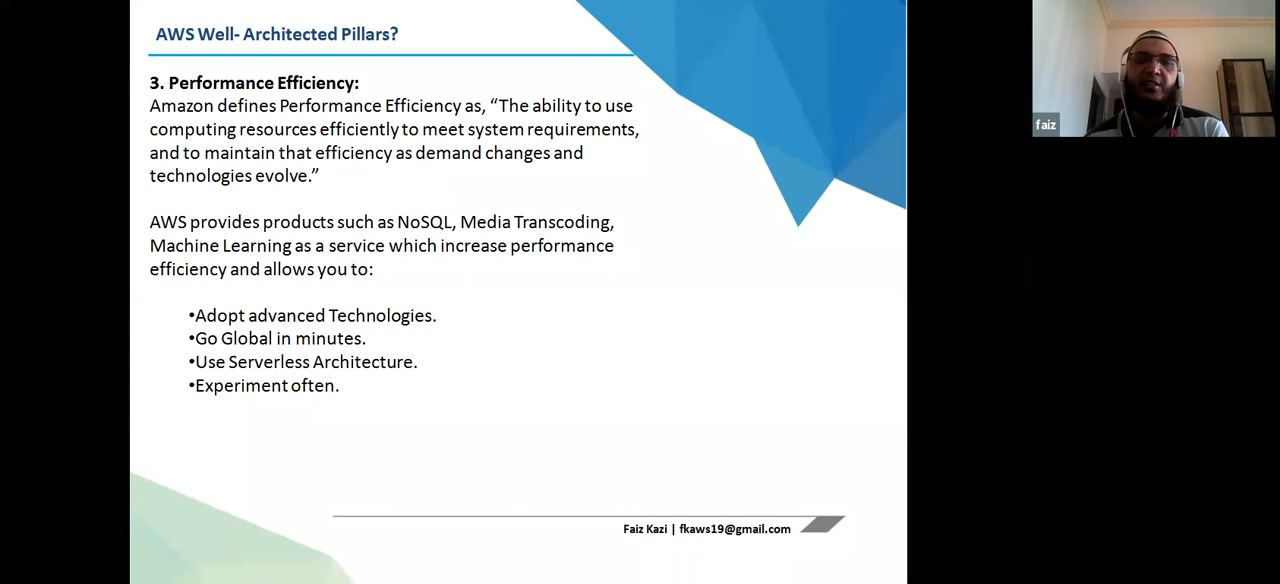 AWS Well- Architected Pillars?
3. Performance Efficiency:
Amazon defines Performance Efficiency as, “The ability to use
computing resources efficiently to meet system requirements,
and to maintain that efficiency as demand changes and
technologies evolve.”
AWS provides products such as NoSQL, Media Transcoding,
Machine Learning as a service which increase performance
efficiency and allows you to:
•Adopt advanced Technologies.
•Go Global in minutes.
•Use Serverless Architecture.
•Experiment often.
Faiz Kazi | fkaws19@gmail.com
faiz